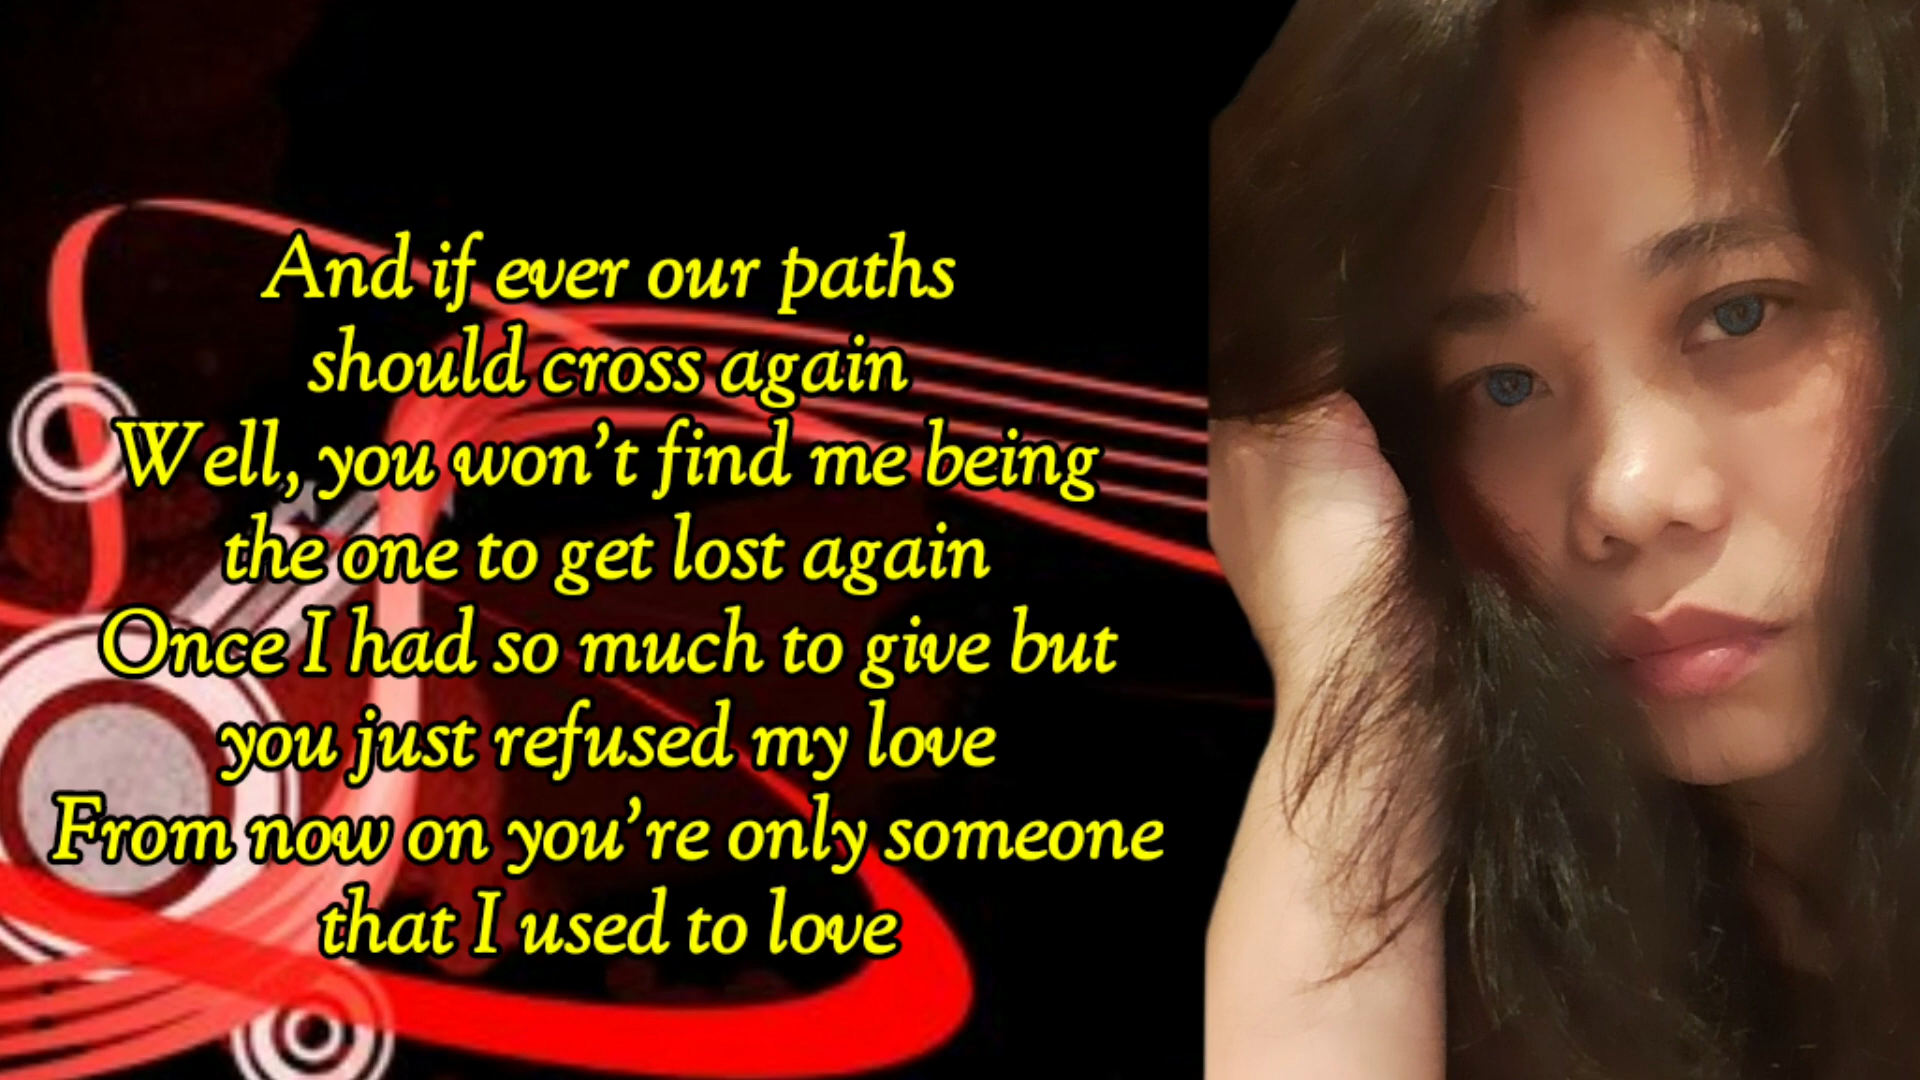 And if ever our paths
should cross again
Well, you won't find me being
the one to get lost again
Once I had so much to give but
you just refused my love
From now on you're only someone
that I used to love